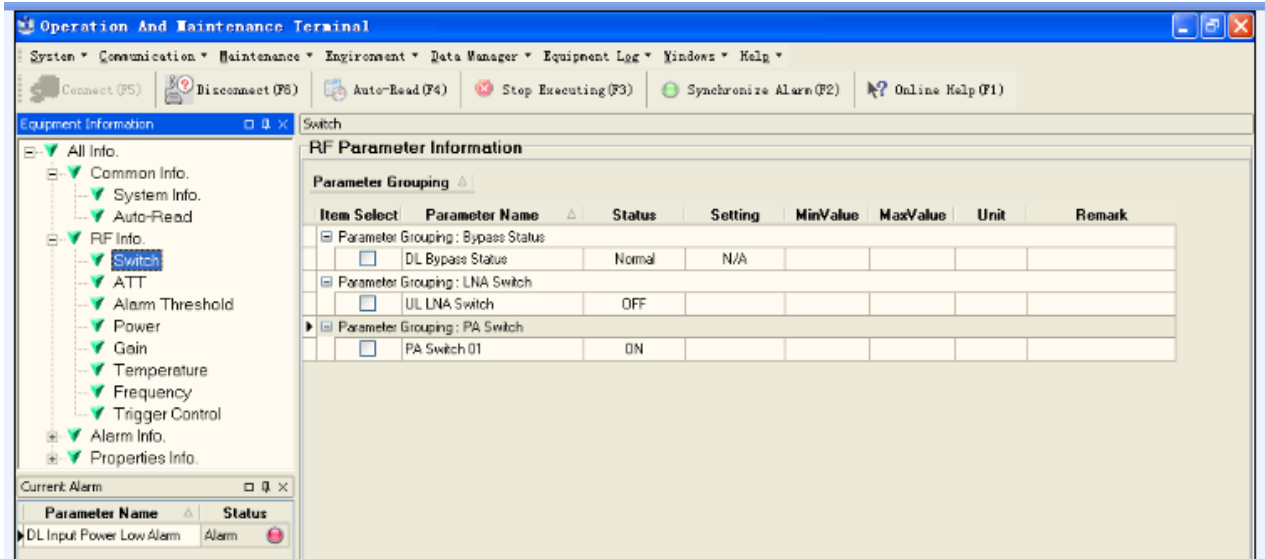 Operation And Maintenance Terminal
System Communication Maintenance Environment Data Manager Equipment Log Windows Help
Connect(F5) Disconnect(F6) Auto-Read(F4) Stop Executing(F3) Synchronize Alarm(F2) Online Help(F1)
Equipment Information
All Info.
Common Info.
System Info.
Auto-Read
RF Info.
Switch
ATT
Alarm Threshold
Power
Gain
Temperature
Frequency
Trigger Control
Alarm Info.
Properties Info.
Current Alarm
Parameter Name Status
DL Input Power Low Alarm Alarm
Switch
RF Parameter Information
Parameter Grouping
Item Select Parameter Name Status Setting MinValue MaxValue Unit Remark
Parameter Grouping : Bypass Status
DL Bypass Status Normal N/A
Parameter Grouping : LNA Switch
UL LNA Switch OFF
Parameter Grouping : PA Switch
PA Switch 01 ON